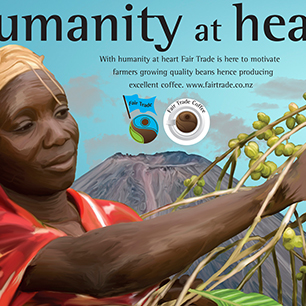 umanity at hea
With humanity at heart Fair Trade is here to motivate
farmers growing quality beans hence producing
excellent coffee. www.fairtrade.co.nz
Fair Trade
Fair Trade Coffee